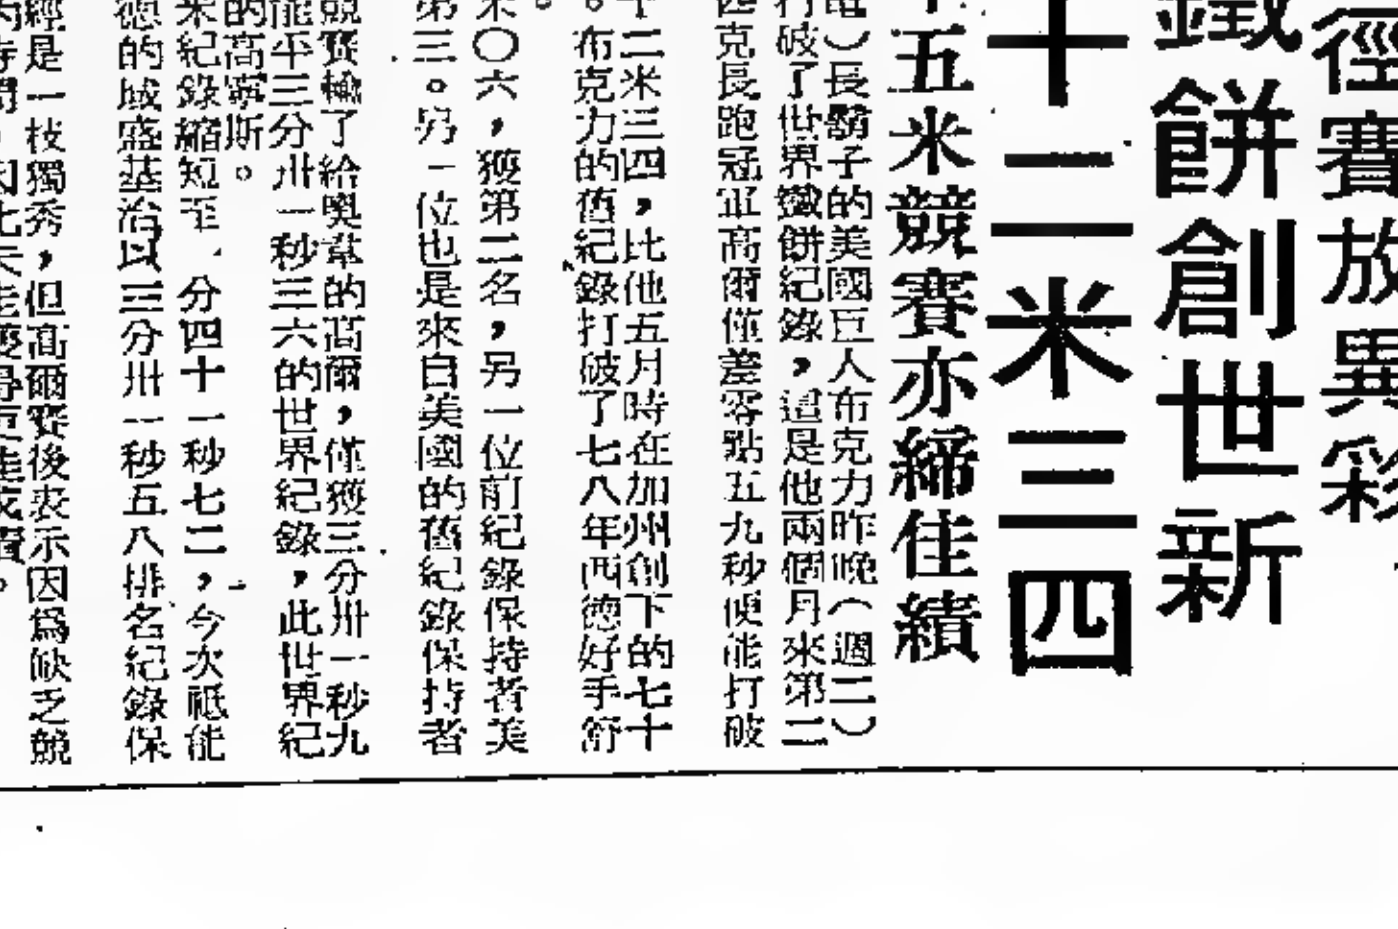 徑賽放異彩
鐵餅創世新
十二米三四
五米競賽亦締佳績
電）長鬍子的美國巨人布克力昨晚（週二）
打破了世界鐵餅紀錄，這是他兩個月來第二
克長跑冠軍高爾僅差零點五九秒便能打破
十二米三四，比他五月時在加州創下的七十
。布克力的舊紀錄打破了七八年西德好手舒
。
米〇六，獲第二名，另一位前紀錄保持者美
第三。另一位也是來自美國的舊紀錄保持者
競賽輸了給奧韋的高爾，僅獲三分卅一秒九
能平三分卅一秒三六的世界紀錄，此世界紀
的高寧斯。
米紀錄縮短至一分四十一秒七二，今次祗能
德的域盛基治以三分卅一秒五八排名紀錄保
經是一枝獨秀，但高爾賽後表示因爲缺乏競